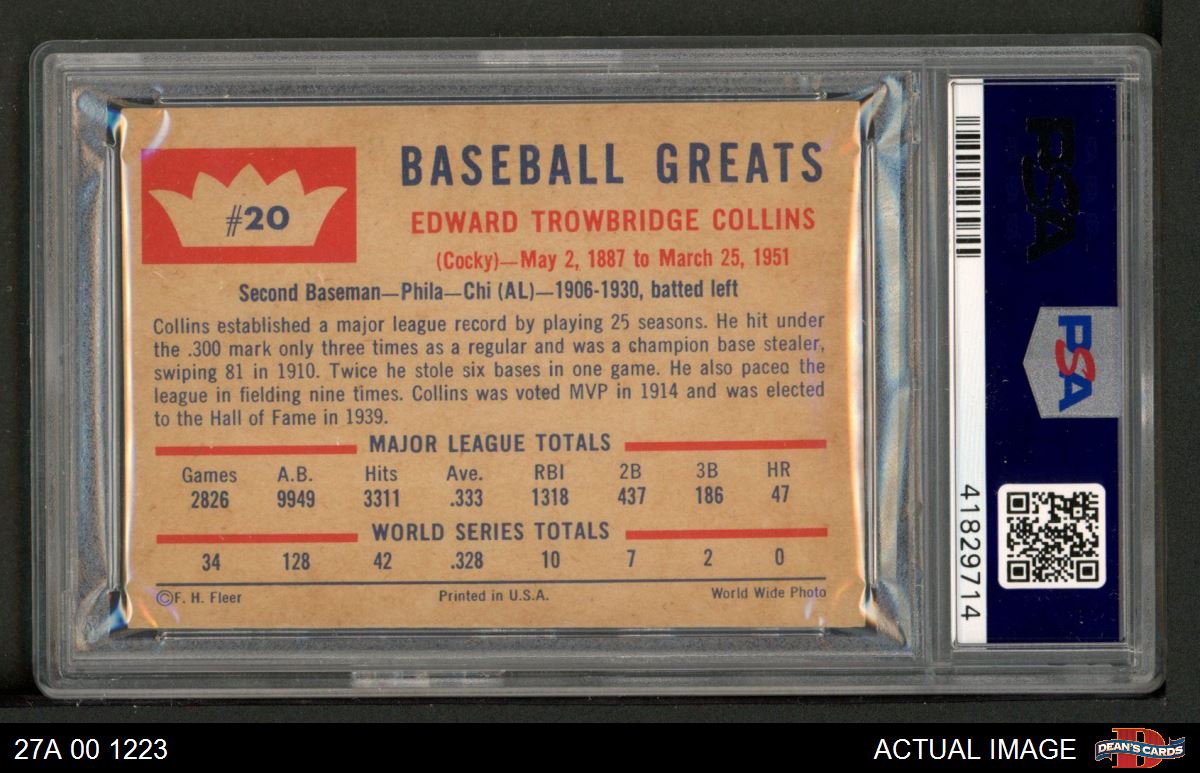 #20
BASEBALL GREATS
EDWARD TROWBRIDGE COLLINS
(Cocky)—May 2, 1887 to March 25, 1951
Second Baseman—Phila—Chi (AL)—1906-1930, batted left
Collins established a major league record by playing 25 seasons. He hit under
the .300 mark only three times as a regular and was a champion base stealer,
swiping 81 in 1910. Twice he stole six bases in one game. He also paced the
league in fielding nine times. Collins was voted MVP in 1914 and was elected
to the Hall of Fame in 1939.
MAJOR LEAGUE TOTALS
Games A.B. Hits Ave. RBI 2B 3B HR
2826 9949 3311 .333 1318 437 186 47
WORLD SERIES TOTALS
34 128 42 .328 10 7 2 0
©F. H. Fleer Printed in U.S.A. World Wide Photo
PSA
PSA
41829714
27A 00 1223
ACTUAL IMAGE
DEAN'S CARDS